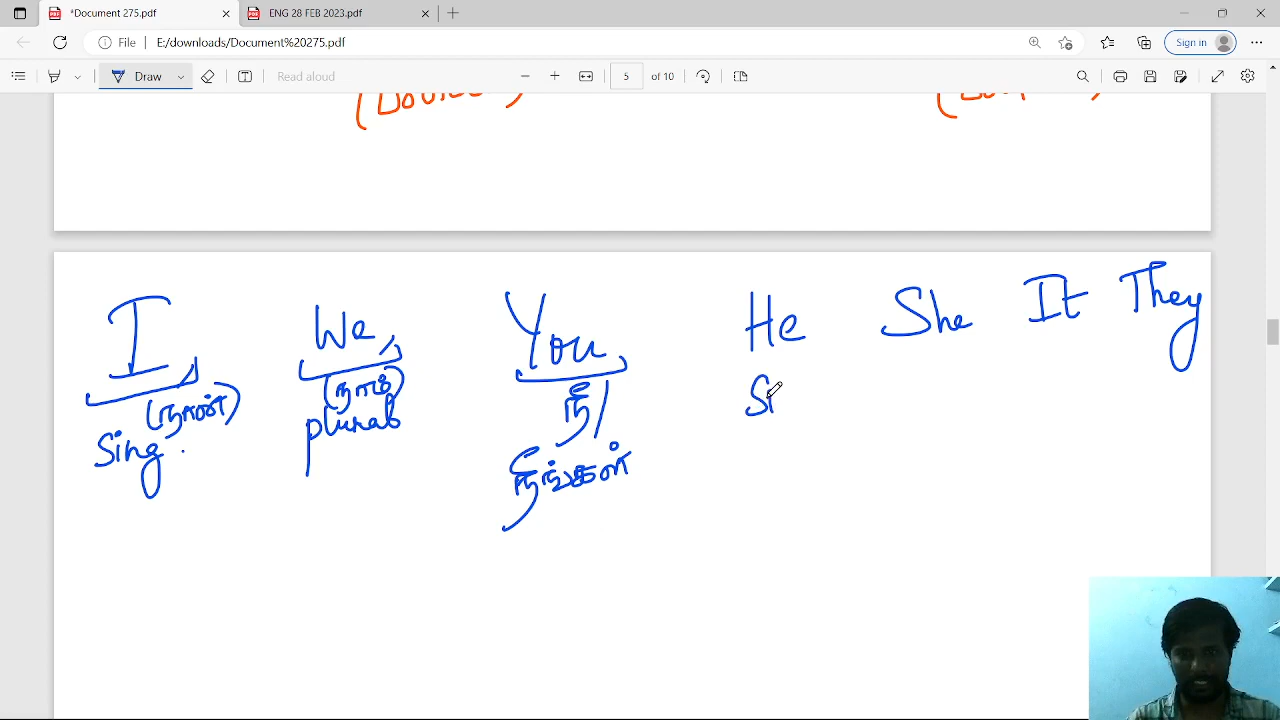 *Document 275.pdf
ENG 28 FEB 2023.pdf
File E:/downloads/Document%20275.pdf
Sign in
Draw
Read aloud
5 of 10
I We You He She It They
(நான்) (நாம்) நீ/
Sing. plural நீங்கள்
Si